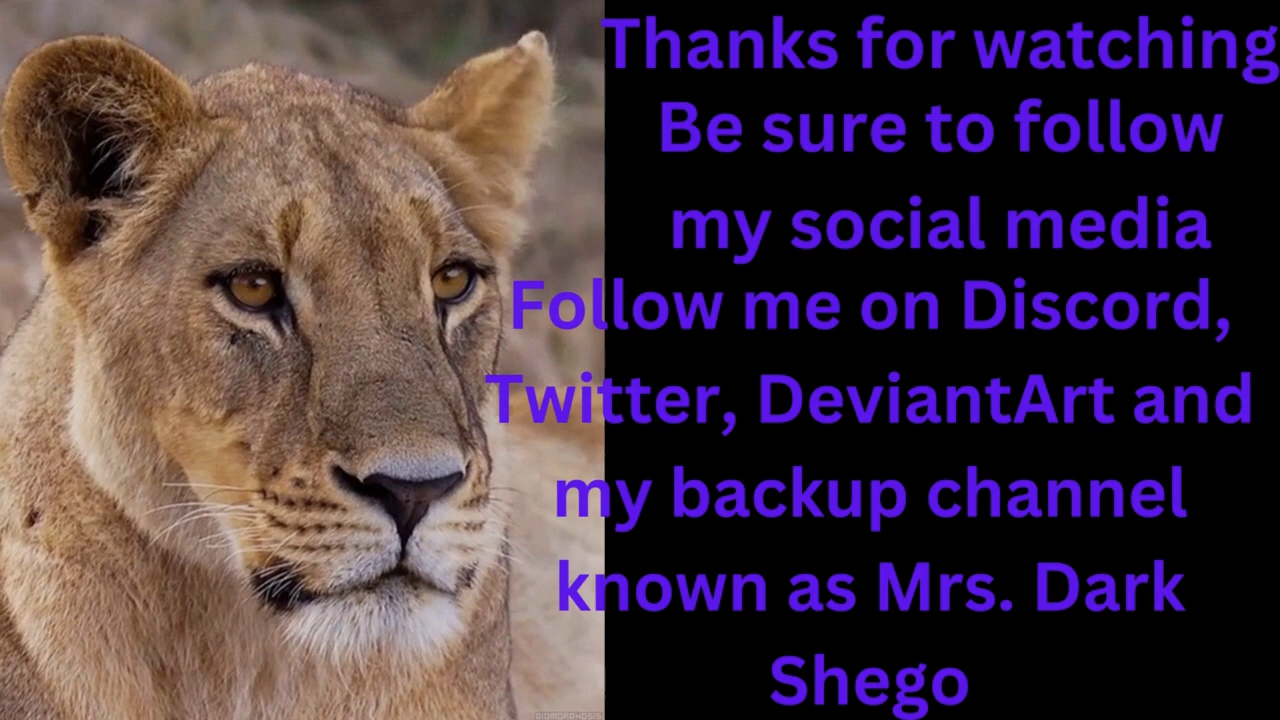 Thanks for watching
Be sure to follow
my social media
Follow me on Discord,
Twitter, DeviantArt and
my backup channel
known as Mrs. Dark
Shego
BIOMORPHOSIS